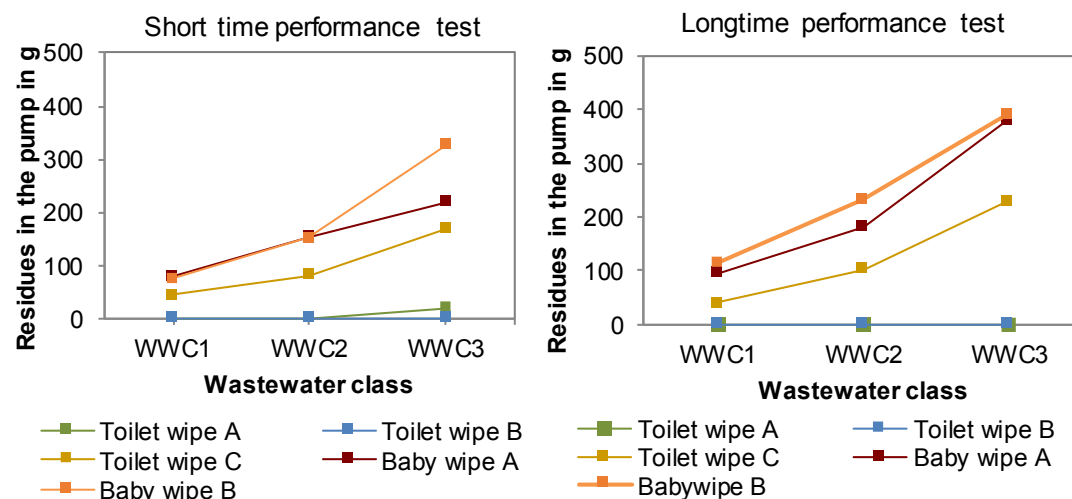 Short time performance test
500
400
300
200
100
0
Residues in the pump in g
WWC1 WWC2 WWC3
Wastewater class
Toilet wipe A Toilet wipe B
Toilet wipe C Baby wipe A
Baby wipe B
Longtime performance test
500
400
300
200
100
0
Residues in the pump in g
WWC1 WWC2 WWC3
Wastewater class
Toilet wipe A Toilet wipe B
Toilet wipe C Baby wipe A
Babywipe B